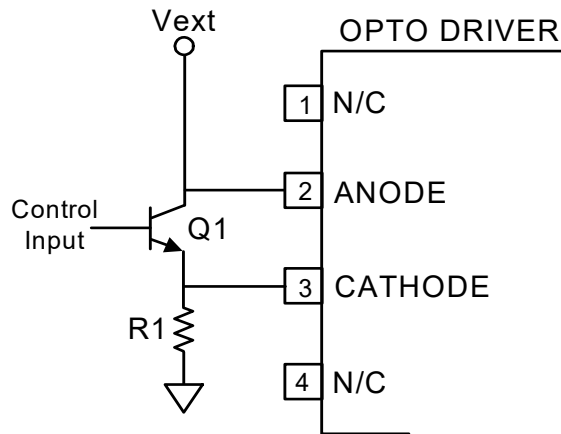 Vext
OPTO DRIVER
1 N/C
2 ANODE
Control
Input
Q1
3 CATHODE
R1
4 N/C